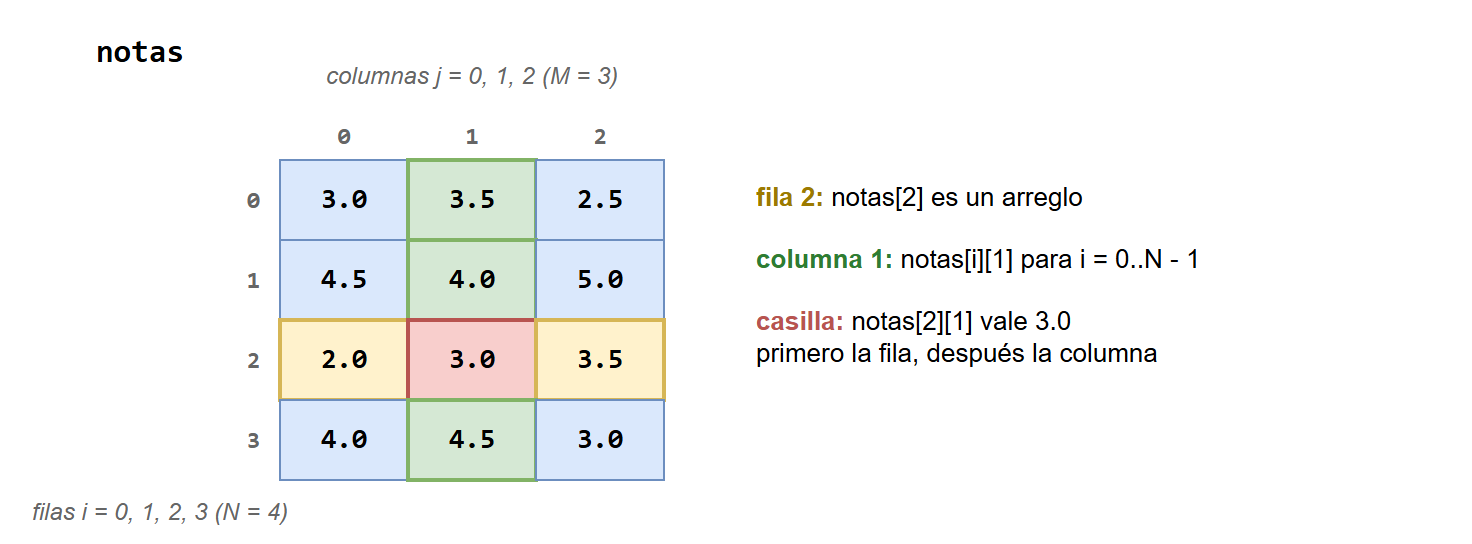 notas
columnas j = 0, 1, 2 (M = 3)
0 1 2
0 3.0 3.5 2.5
1 4.5 4.0 5.0
2 2.0 3.0 3.5
3 4.0 4.5 3.0
filas i = 0, 1, 2, 3 (N = 4)
fila 2: notas[2] es un arreglo
columna 1: notas[i][1] para i = 0..N - 1
casilla: notas[2][1] vale 3.0
primero la fila, después la columna